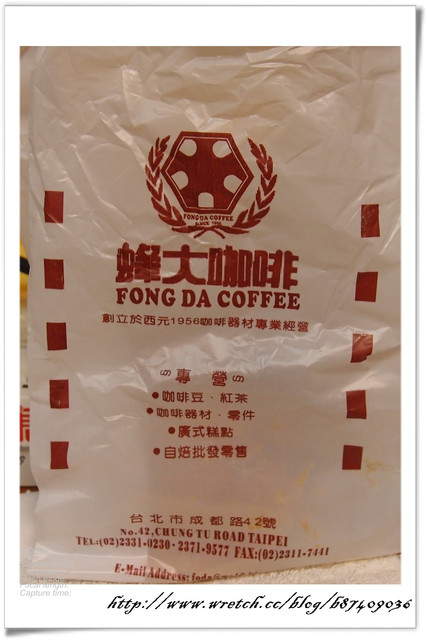 FONG DA COFFEE
SINCE 1956
蜂大咖啡
FONG DA COFFEE
創立於西元1956咖啡器材專業經營
§專 營§
●咖啡豆、紅茶
●咖啡器材、零件
●廣式糕點
●自焙批發零售
台北市成都路42號
No.42,CHUNG TU ROAD TAIPEI
TEL:(02)2331-0230·2371-9577 FAX:(02)2311-7441
E-Mail Address:
Focal length:
Capture time:
http://www.wretch.cc/blog/b87409036